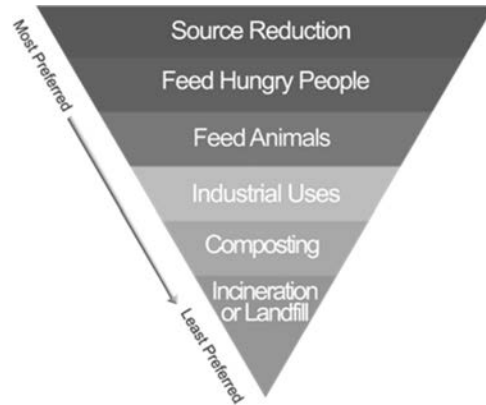 Most Preferred
Source Reduction
Feed Hungry People
Feed Animals
Industrial Uses
Composting
Incineration
or Landfill
Least Preferred